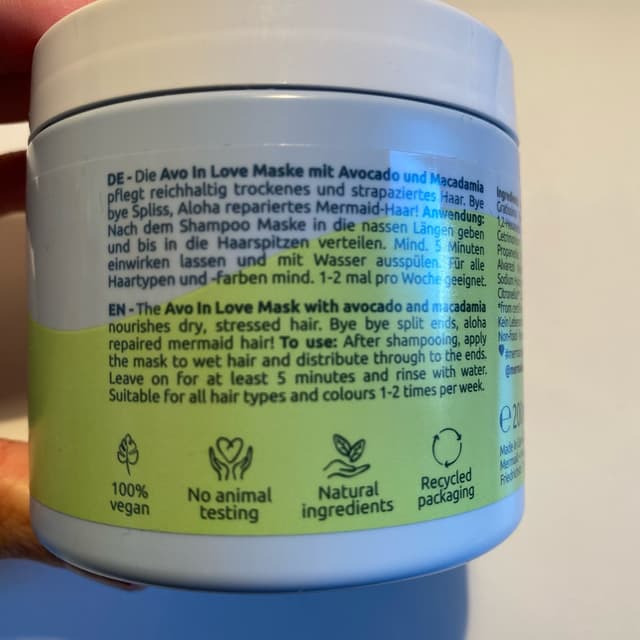 DE - Die Avo In Love Maske mit Avocado und Macadamia
pflegt reichhaltig trockenes und strapaziertes Haar. Bye
bye Spliss, Aloha repariertes Mermaid-Haar! Anwendung:
Nach dem Shampoo Maske in die nassen Längen geben
und bis in die Haarspitzen verteilen. Mind. 5 Minuten
einwirken lassen und mit Wasser ausspülen. Für alle
Haartypen und -farben mind. 1-2 mal pro Woche geeignet.
EN - The Avo In Love Mask with avocado and macadamia
nourishes dry, stressed hair. Bye bye split ends, aloha
repaired mermaid hair! To use: After shampooing, apply
the mask to wet hair and distribute through to the ends.
Leave on for at least 5 minutes and rinse with water.
Suitable for all hair types and colours 1-2 times per week.
100%
vegan
No animal
testing
Natural
ingredients
Recycled
packaging